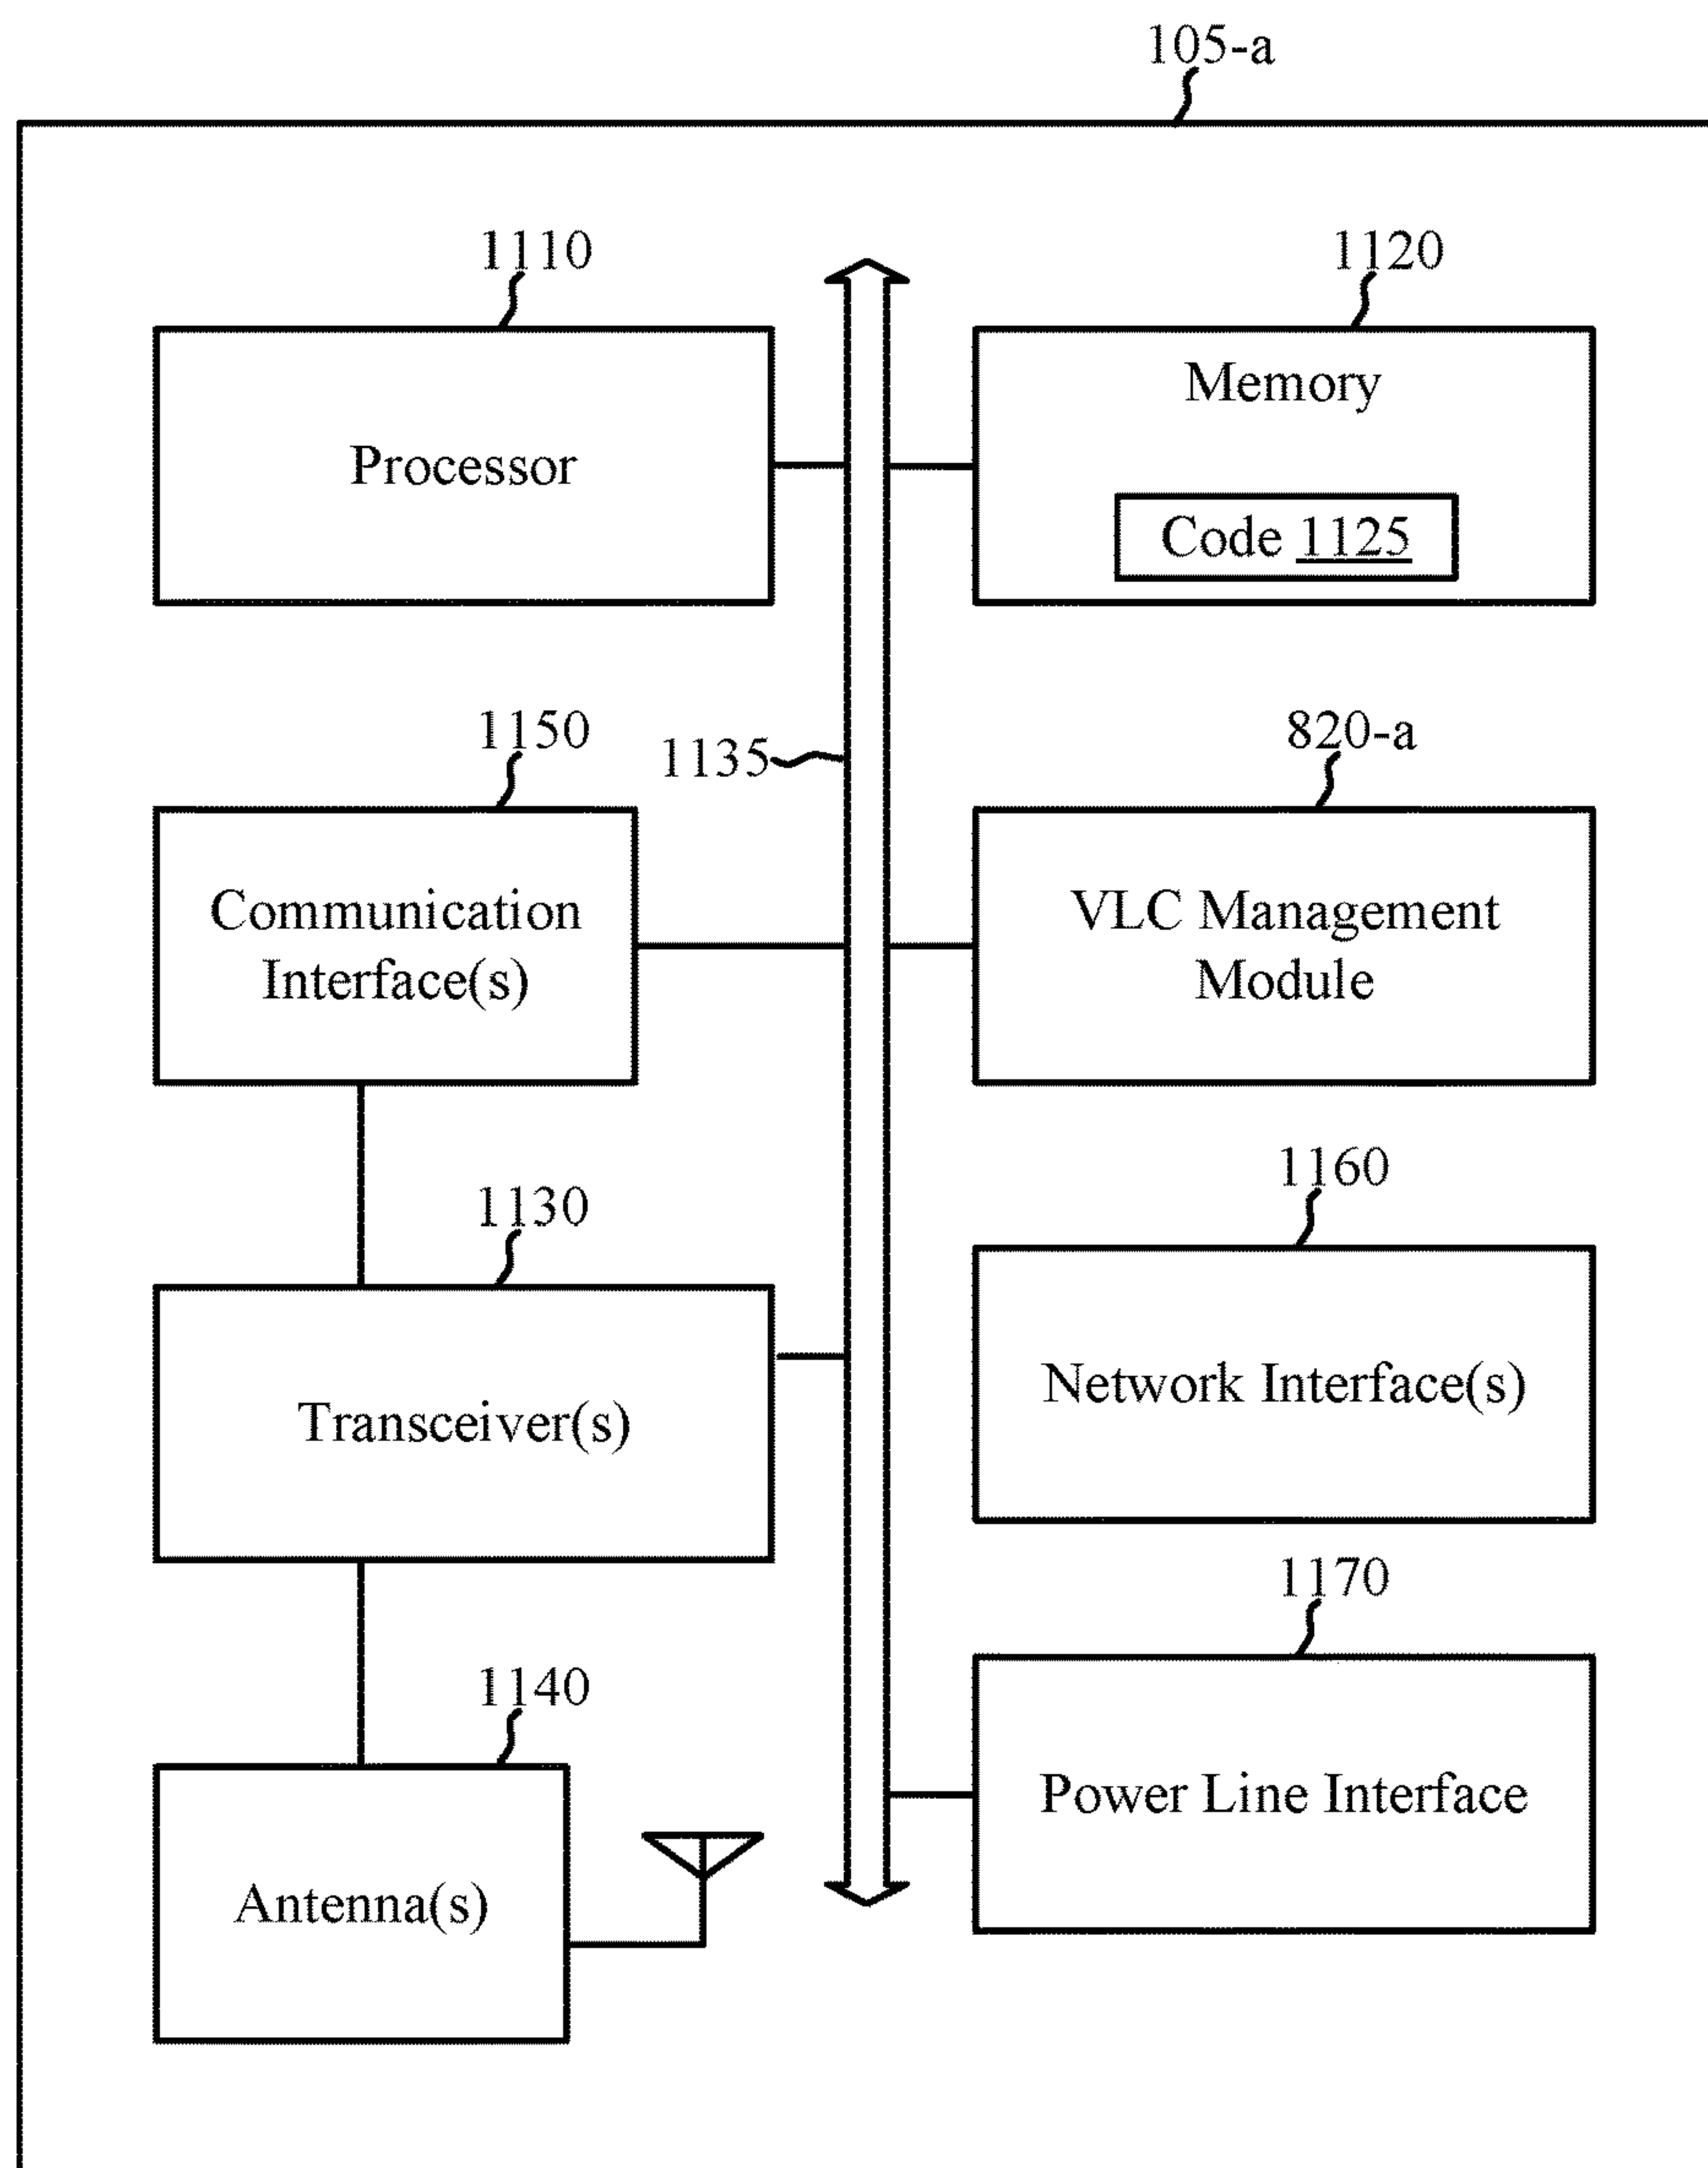 105-a
1110
1120
Processor
Memory
Code 1125
1150
1135
820-a
Communication
Interface(s)
VLC Management
Module
1130
1160
Transceiver(s)
Network Interface(s)
1140
1170
Antenna(s)
Power Line Interface